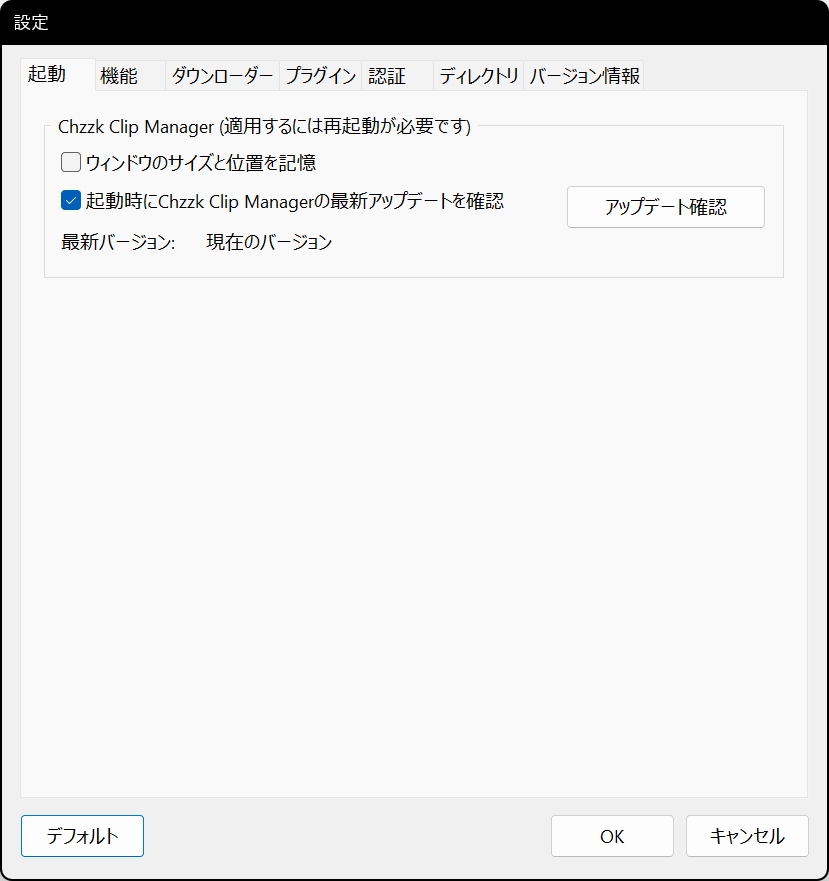 設定
起動 機能 ダウンローダー プラグイン 認証 ディレクトリ バージョン情報
Chzzk Clip Manager (適用するには再起動が必要です)
ウィンドウのサイズと位置を記憶
起動時にChzzk Clip Managerの最新アップデートを確認
アップデート確認
最新バージョン: 現在のバージョン
デフォルト OK キャンセル